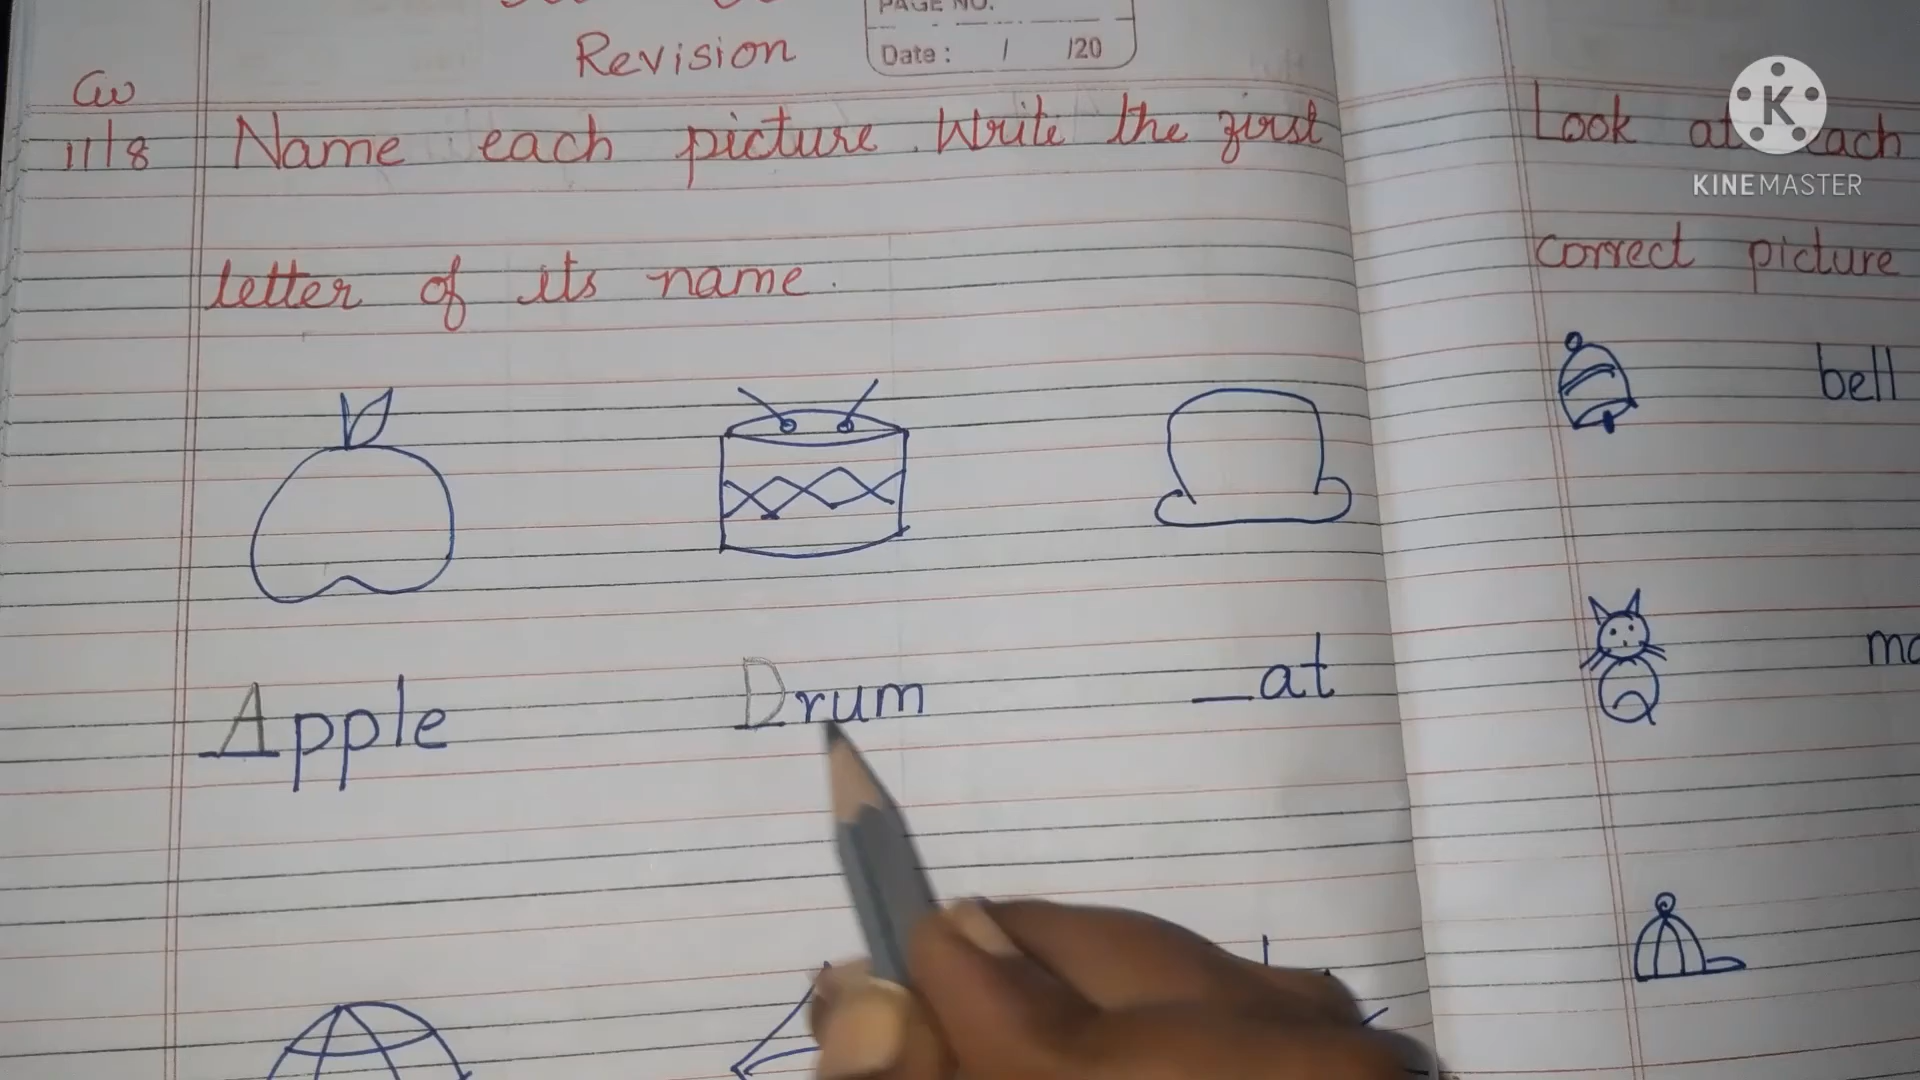 PAGE NO.
Date : / /20
Revision
CW
11/8
Name each picture. Write the first
letter of its name.
Apple
Drum
_at
Look at each
correct picture
bell
KINEMASTER